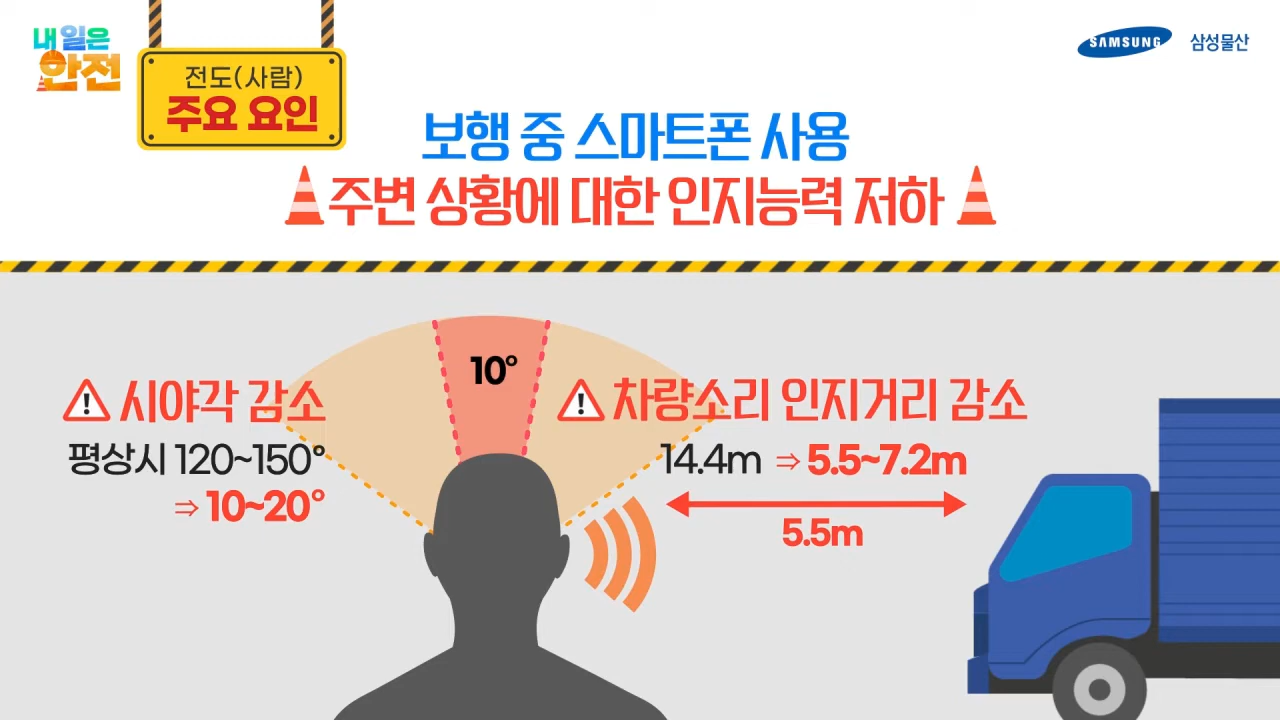 내일은
안전
전도(사람)
주요 요인
SAMSUNG 삼성물산
보행 중 스마트폰 사용
주변 상황에 대한 인지능력 저하
10°
시야각 감소
평상시 120~150°
⇒ 10~20°
차량소리 인지거리 감소
14.4m ⇒ 5.5~7.2m
5.5m